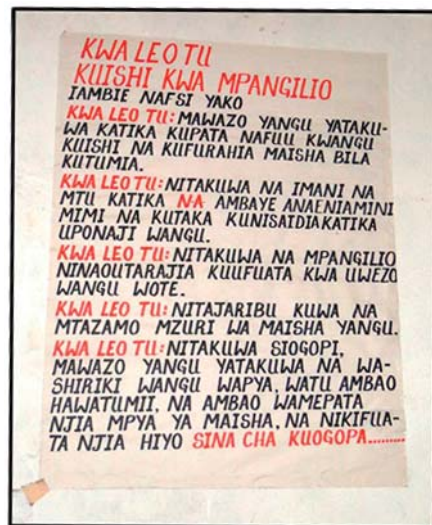 KWA LEO TU
KUISHI KWA MPANGILIO
IAMBIE NAFSI YAKO
KWA LEO TU: MAWAZO YANGU YATAKU-
WA KATIKA KUPATA NAFUU KWANGU
KUISHI NA KUFURAHIA MAISHA BILA
KUTUMIA.
KWA LEO TU: NITAKUWA NA IMANI NA
MTU KATIKA NA AMBAYE ANAENIAMINI
MIMI NA KUTAKA KUNISAIDIA KATIKA
UPONAJI WANGU.
KWA LEO TU: NITAKUWA NA MPANGILIO
NINAOUTARAJIA KUUFUATA KWA UWEZO
WANGU WOTE.
KWA LEO TU: NITAJARIBU KUWA NA
MTAZAMO MZURI WA MAISHA YANGU.
KWA LEO TU: NITAKUWA SIOGOPI,
MAWAZO YANGU YATAKUWA NA WA-
SHIRIKI WANGU WAPYA, WATU AMBAO
HAWATUMII, NA AMBAO WAMEPATA
NJIA MPYA YA MAISHA, NA NIKIFUA-
TA NJIA HIYO SINA CHA KUOGOPA..........